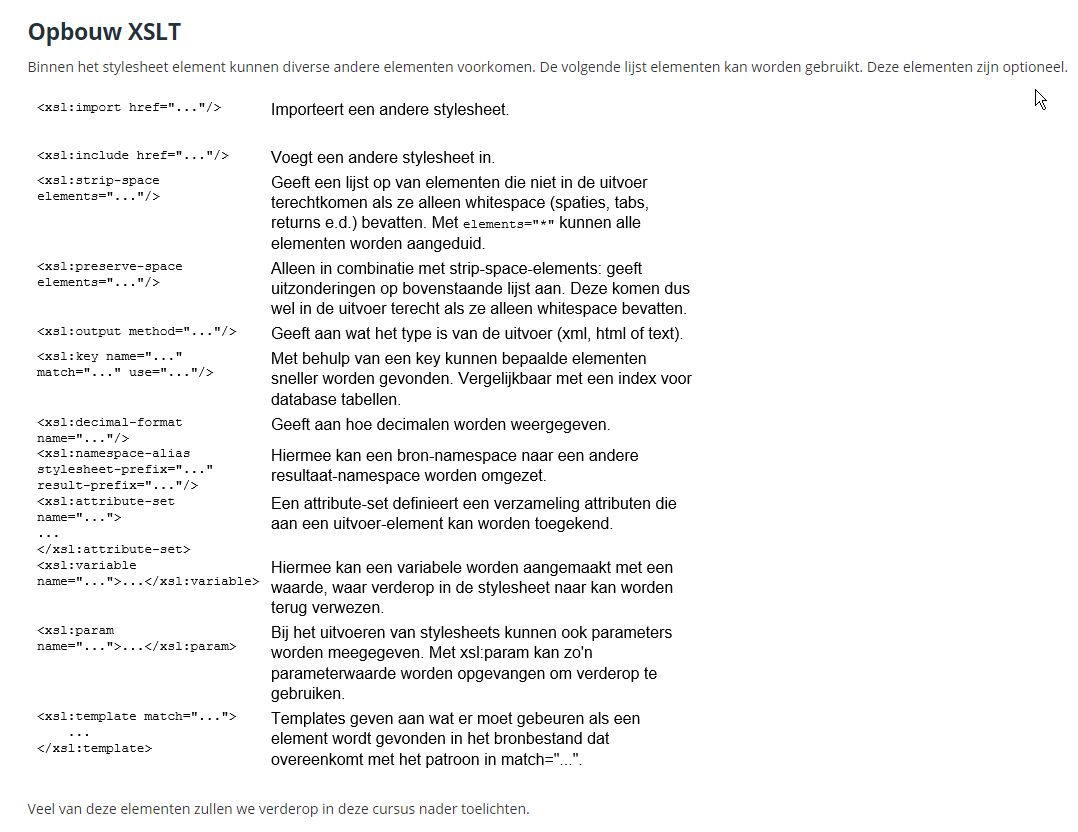 Opbouw XSLT
Binnen het stylesheet element kunnen diverse andere elementen voorkomen. De volgende lijst elementen kan worden gebruikt. Deze elementen zijn optioneel.
<xsl:import href="..."/>
Importeert een andere stylesheet.
<xsl:include href="..."/>
Voegt een andere stylesheet in.
<xsl:strip-space
elements="..."/>
Geeft een lijst op van elementen die niet in de uitvoer
terechtkomen als ze alleen whitespace (spaties, tabs,
returns e.d.) bevatten. Met elements="*" kunnen alle
elementen worden aangeduid.
<xsl:preserve-space
elements="..."/>
Alleen in combinatie met strip-space-elements: geeft
uitzonderingen op bovenstaande lijst aan. Deze komen dus
wel in de uitvoer terecht als ze alleen whitespace bevatten.
<xsl:output method="..."/>
Geeft aan wat het type is van de uitvoer (xml, html of text).
<xsl:key name="..."
match="..." use="..."/>
Met behulp van een key kunnen bepaalde elementen
sneller worden gevonden. Vergelijkbaar met een index voor
database tabellen.
<xsl:decimal-format
name="..."/>
Geeft aan hoe decimalen worden weergegeven.
<xsl:namespace-alias
stylesheet-prefix="..."
result-prefix="..."/>
Hiermee kan een bron-namespace naar een andere
resultaat-namespace worden omgezet.
<xsl:attribute-set
name="...">
...
</xsl:attribute-set>
Een attribute-set definieert een verzameling attributen die
aan een uitvoer-element kan worden toegekend.
<xsl:variable
name="...">...</xsl:variable>
Hiermee kan een variabele worden aangemaakt met een
waarde, waar verderop in de stylesheet naar kan worden
terug verwezen.
<xsl:param
name="...">...</xsl:param>
Bij het uitvoeren van stylesheets kunnen ook parameters
worden meegegeven. Met xsl:param kan zo'n
parameterwaarde worden opgevangen om verderop te
gebruiken.
<xsl:template match="...">
...
</xsl:template>
Templates geven aan wat er moet gebeuren als een
element wordt gevonden in het bronbestand dat
overeenkomt met het patroon in match="...".
Veel van deze elementen zullen we verderop in deze cursus nader toelichten.